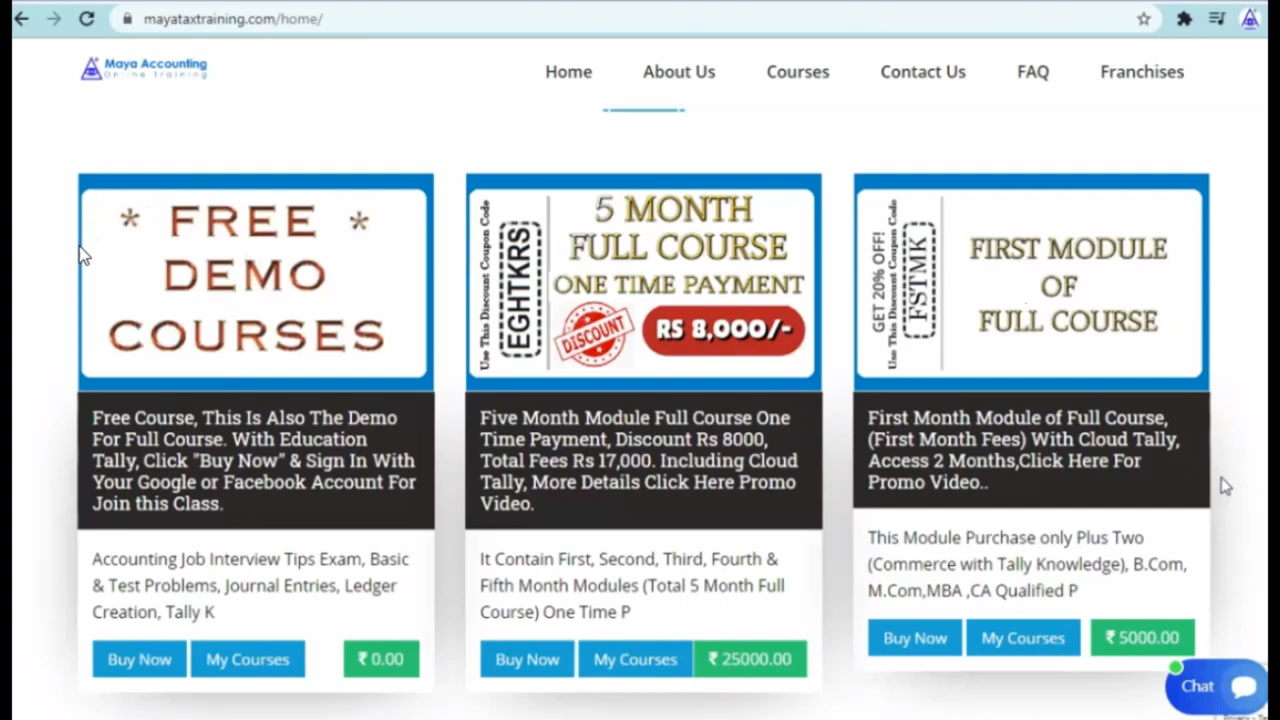 mayataxtraining.com/home/
Maya Accounting
Online Training
Home
About Us
Courses
Contact Us
FAQ
Franchises
* FREE *
DEMO
COURSES
Free Course, This Is Also The Demo
For Full Course. With Education
Tally, Click "Buy Now" & Sign In With
Your Google or Facebook Account For
Join this Class.
Accounting Job Interview Tips Exam, Basic
& Test Problems, Journal Entries, Ledger
Creation, Tally K
Buy Now
My Courses
₹ 0.00
Use This Discount Coupon Code
EGHTKRS
5 MONTH
FULL COURSE
ONE TIME PAYMENT
DISCOUNT
RS 8,000/-
Five Month Module Full Course One
Time Payment, Discount Rs 8000,
Total Fees Rs 17,000. Including Cloud
Tally, More Details Click Here Promo
Video.
It Contain First, Second, Third, Fourth &
Fifth Month Modules (Total 5 Month Full
Course) One Time P
Buy Now
My Courses
₹ 25000.00
GET 20% OFF!
Use This Discount Coupon Code
FSTMK
FIRST MODULE
OF
FULL COURSE
First Month Module of Full Course,
(First Month Fees) With Cloud Tally,
Access 2 Months,Click Here For
Promo Video..
This Module Purchase only Plus Two
(Commerce with Tally Knowledge), B.Com,
M.Com,MBA ,CA Qualified P
Buy Now
My Courses
₹ 5000.00
Chat